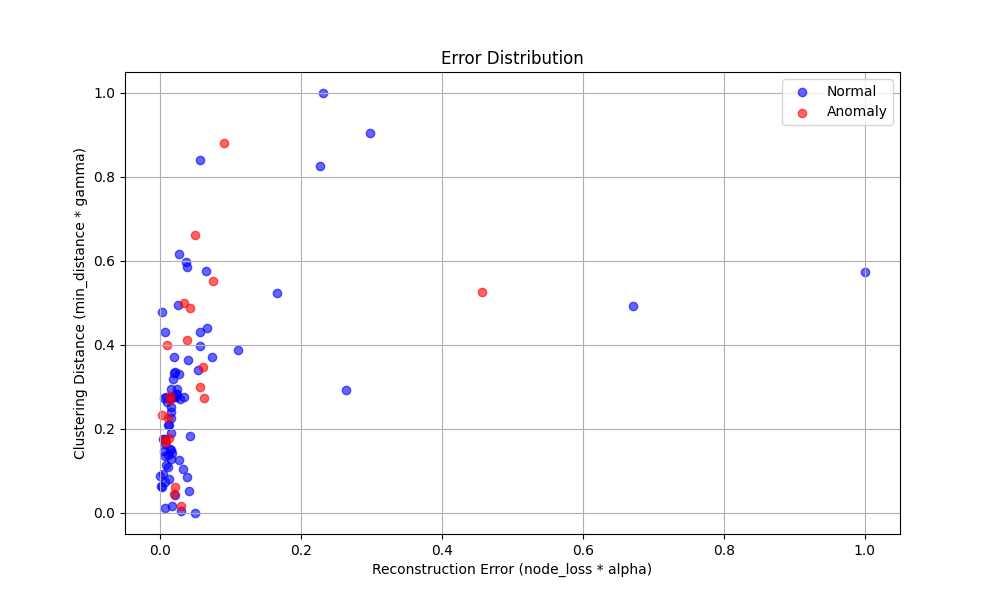 Error Distribution
Normal
Anomaly
1.0
0.8
0.6
0.4
0.2
0.0
Clustering Distance (min_distance * gamma)
0.0 0.2 0.4 0.6 0.8 1.0
Reconstruction Error (node_loss * alpha)